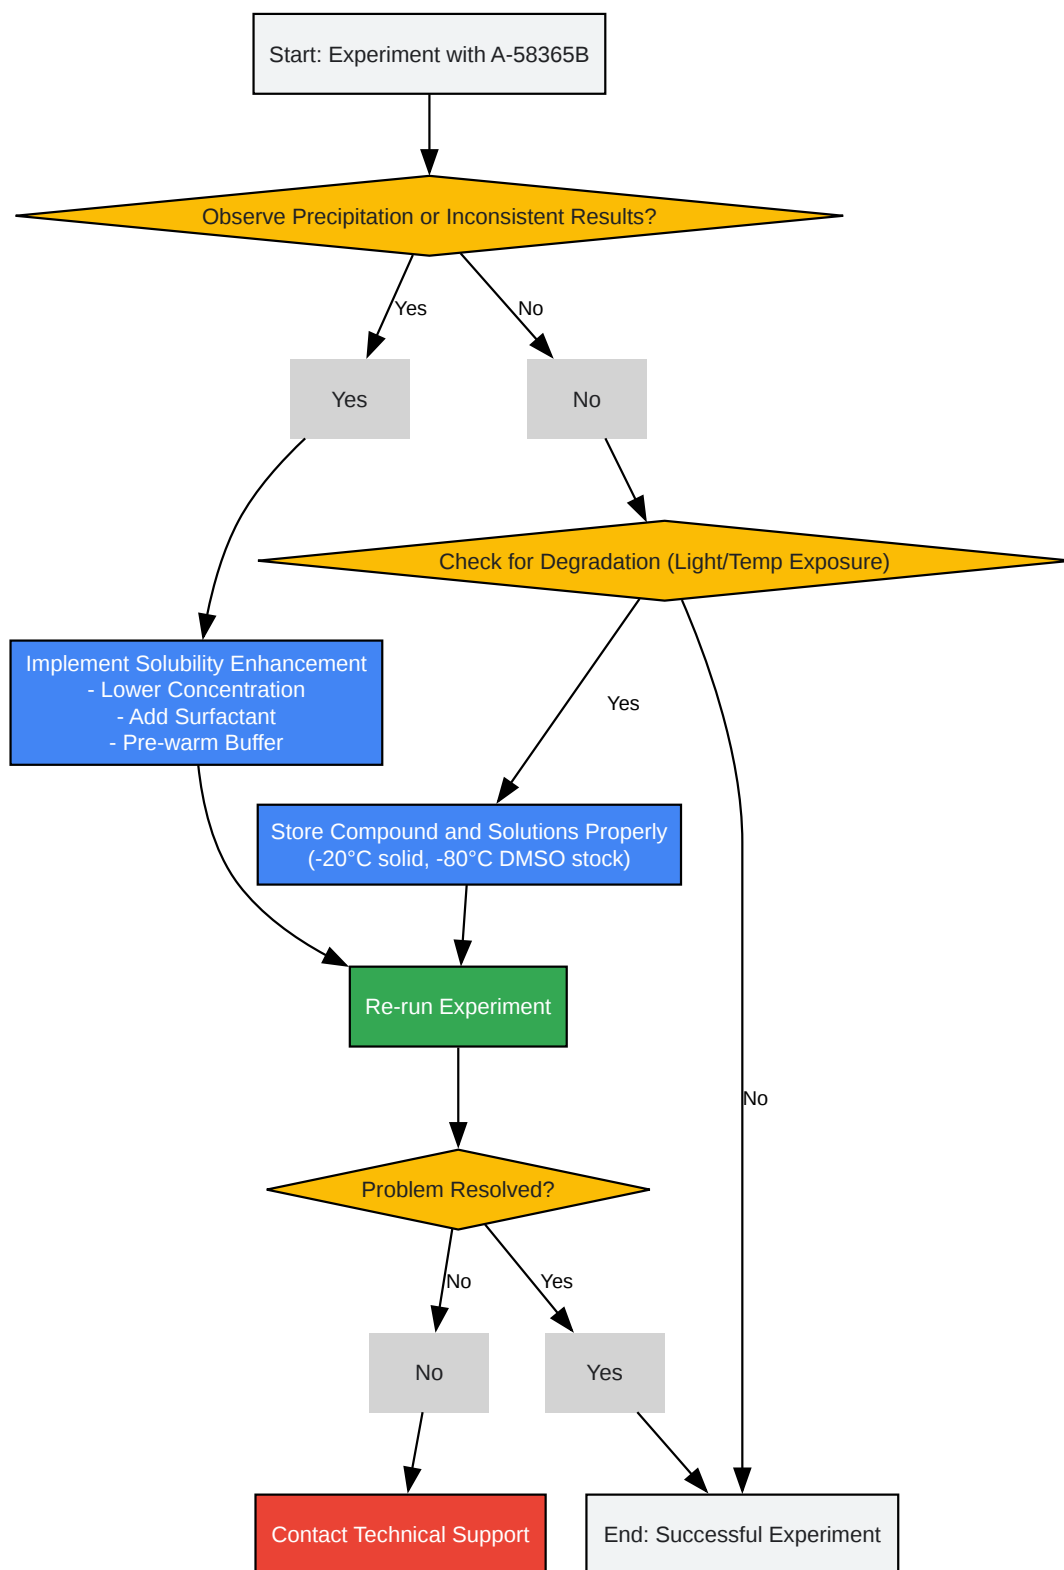 Start: Experiment with A-58365B
Observe Precipitation or Inconsistent Results?
Yes
No
Yes
No
Check for Degradation (Light/Temp Exposure)
Implement Solubility Enhancement
- Lower Concentration
- Add Surfactant
- Pre-warm Buffer
Yes
Store Compound and Solutions Properly
(-20°C solid, -80°C DMSO stock)
Re-run Experiment
No
Problem Resolved?
No
Yes
No
Yes
Contact Technical Support
End: Successful Experiment